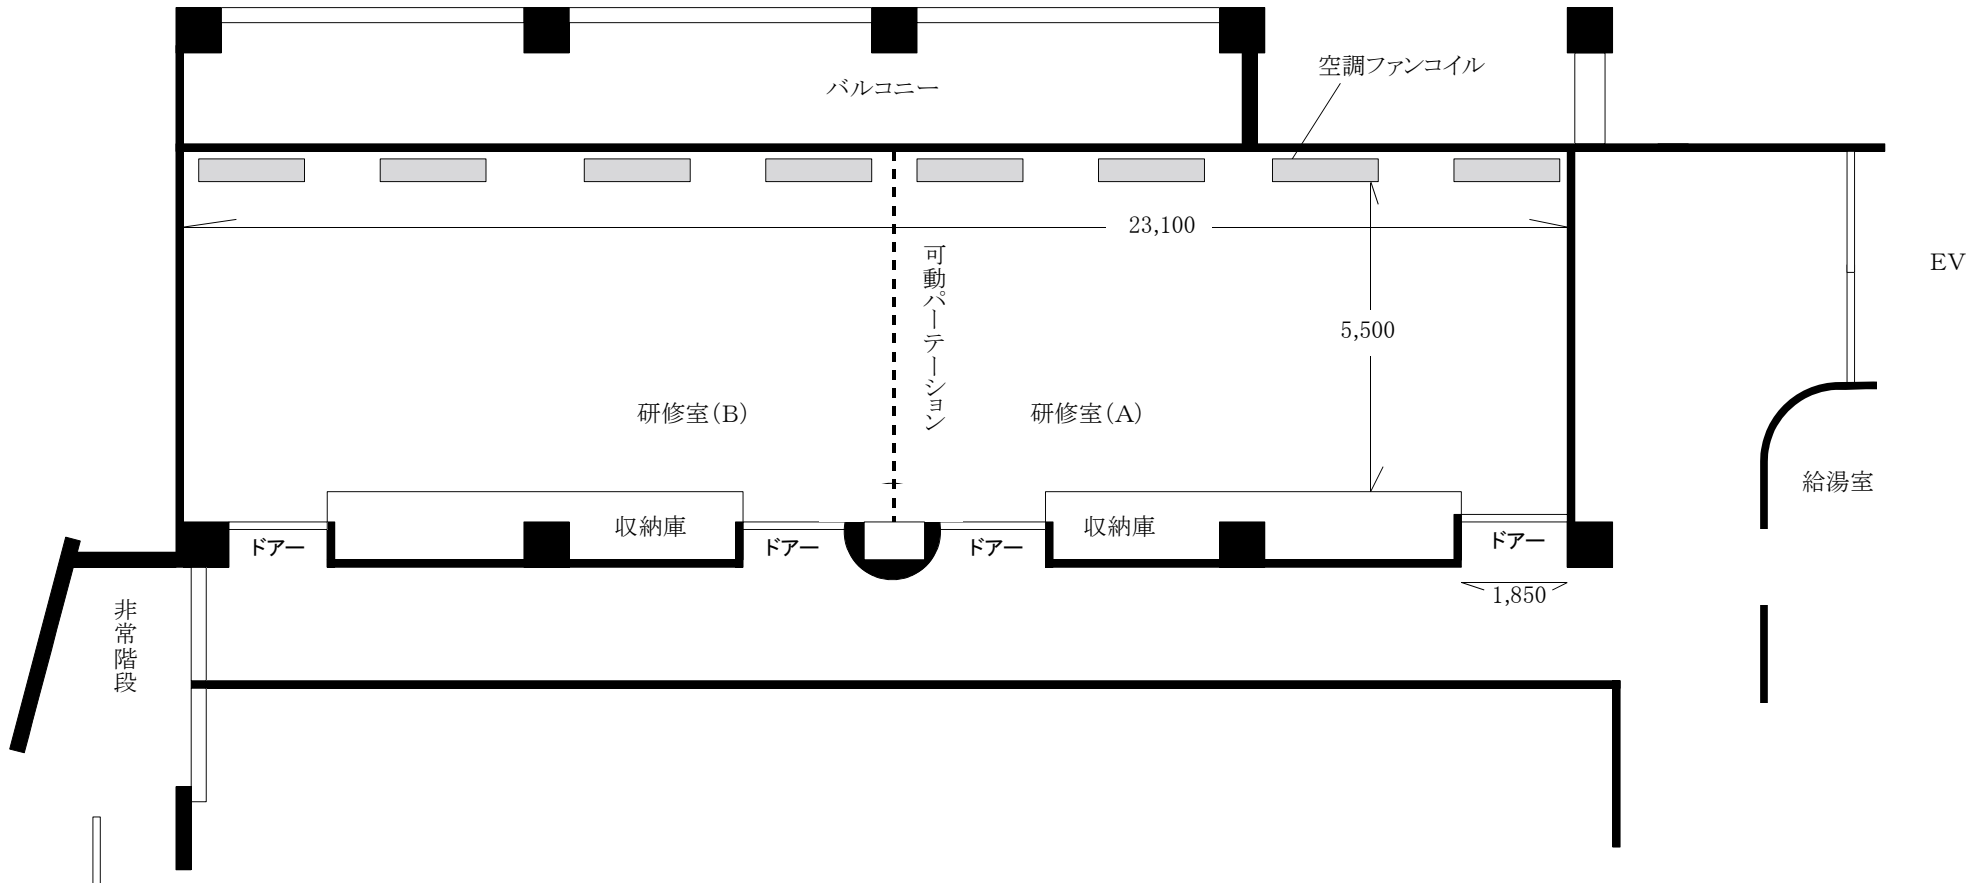 空調ファンコイル
バルコニー
23,100
可動パーテーション
EV
5,500
研修室(B)
研修室(A)
給湯室
収納庫
収納庫
ドアー
ドアー
ドアー
ドアー
1,850
非常階段